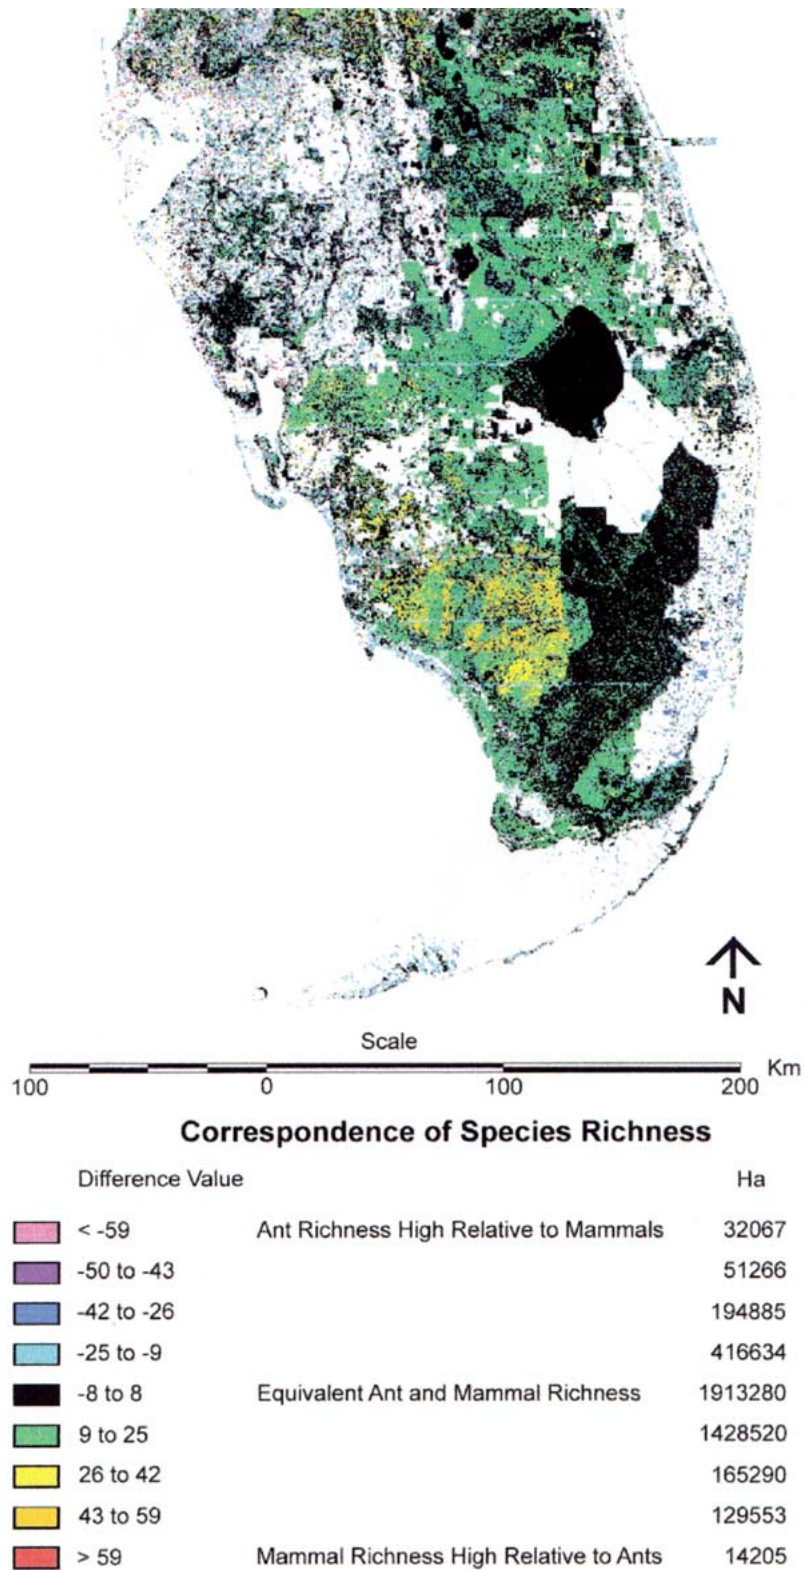 N
Scale
100 0 100 200 Km
Correspondence of Species Richness
Difference Value Ha
< -59 Ant Richness High Relative to Mammals 32067
-50 to -43 51266
-42 to -26 194885
-25 to -9 416634
-8 to 8 Equivalent Ant and Mammal Richness 1913280
9 to 25 1428520
26 to 42 165290
43 to 59 129553
> 59 Mammal Richness High Relative to Ants 14205